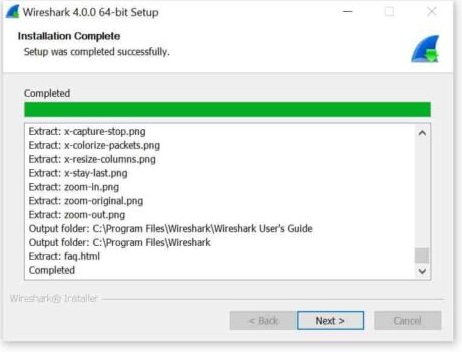 Wireshark 4.0.0 64-bit Setup
Installation Complete
Setup was completed successfully.
Completed
Extract: x-capture-stop.png
Extract: x-colorize-packets.png
Extract: x-resize-columns.png
Extract: x-stay-last.png
Extract: zoom-in.png
Extract: zoom-original.png
Extract: zoom-out.png
Output folder: C:\Program Files\Wireshark\Wireshark User's Guide
Output folder: C:\Program Files\Wireshark
Extract: faq.html
Completed
Wireshark® Installer
< Back Next > Cancel